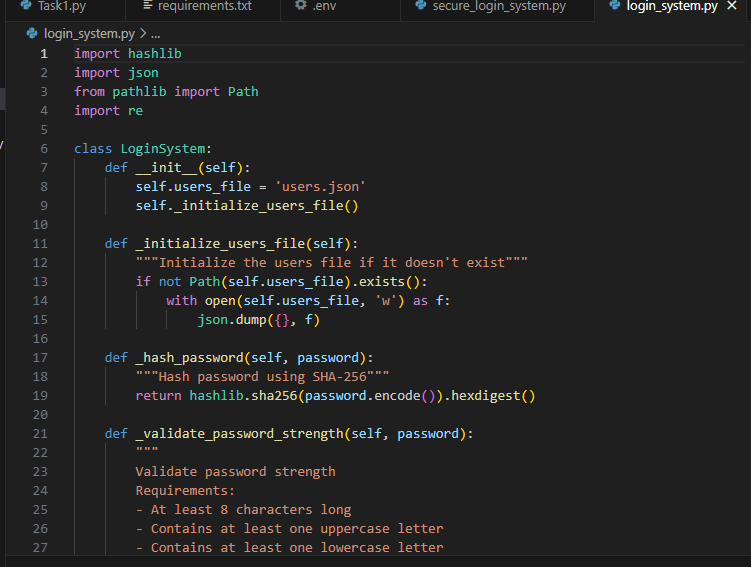 Task1.py requirements.txt .env secure_login_system.py login_system.py
login_system.py > ...
1 import hashlib
2 import json
3 from pathlib import Path
4 import re
5
6 class LoginSystem:
7 def __init__(self):
8 self.users_file = 'users.json'
9 self._initialize_users_file()
10
11 def _initialize_users_file(self):
12 """Initialize the users file if it doesn't exist"""
13 if not Path(self.users_file).exists():
14 with open(self.users_file, 'w') as f:
15 json.dump({}, f)
16
17 def _hash_password(self, password):
18 """Hash password using SHA-256"""
19 return hashlib.sha256(password.encode()).hexdigest()
20
21 def _validate_password_strength(self, password):
22 """
23 Validate password strength
24 Requirements:
25 - At least 8 characters long
26 - Contains at least one uppercase letter
27 - Contains at least one lowercase letter